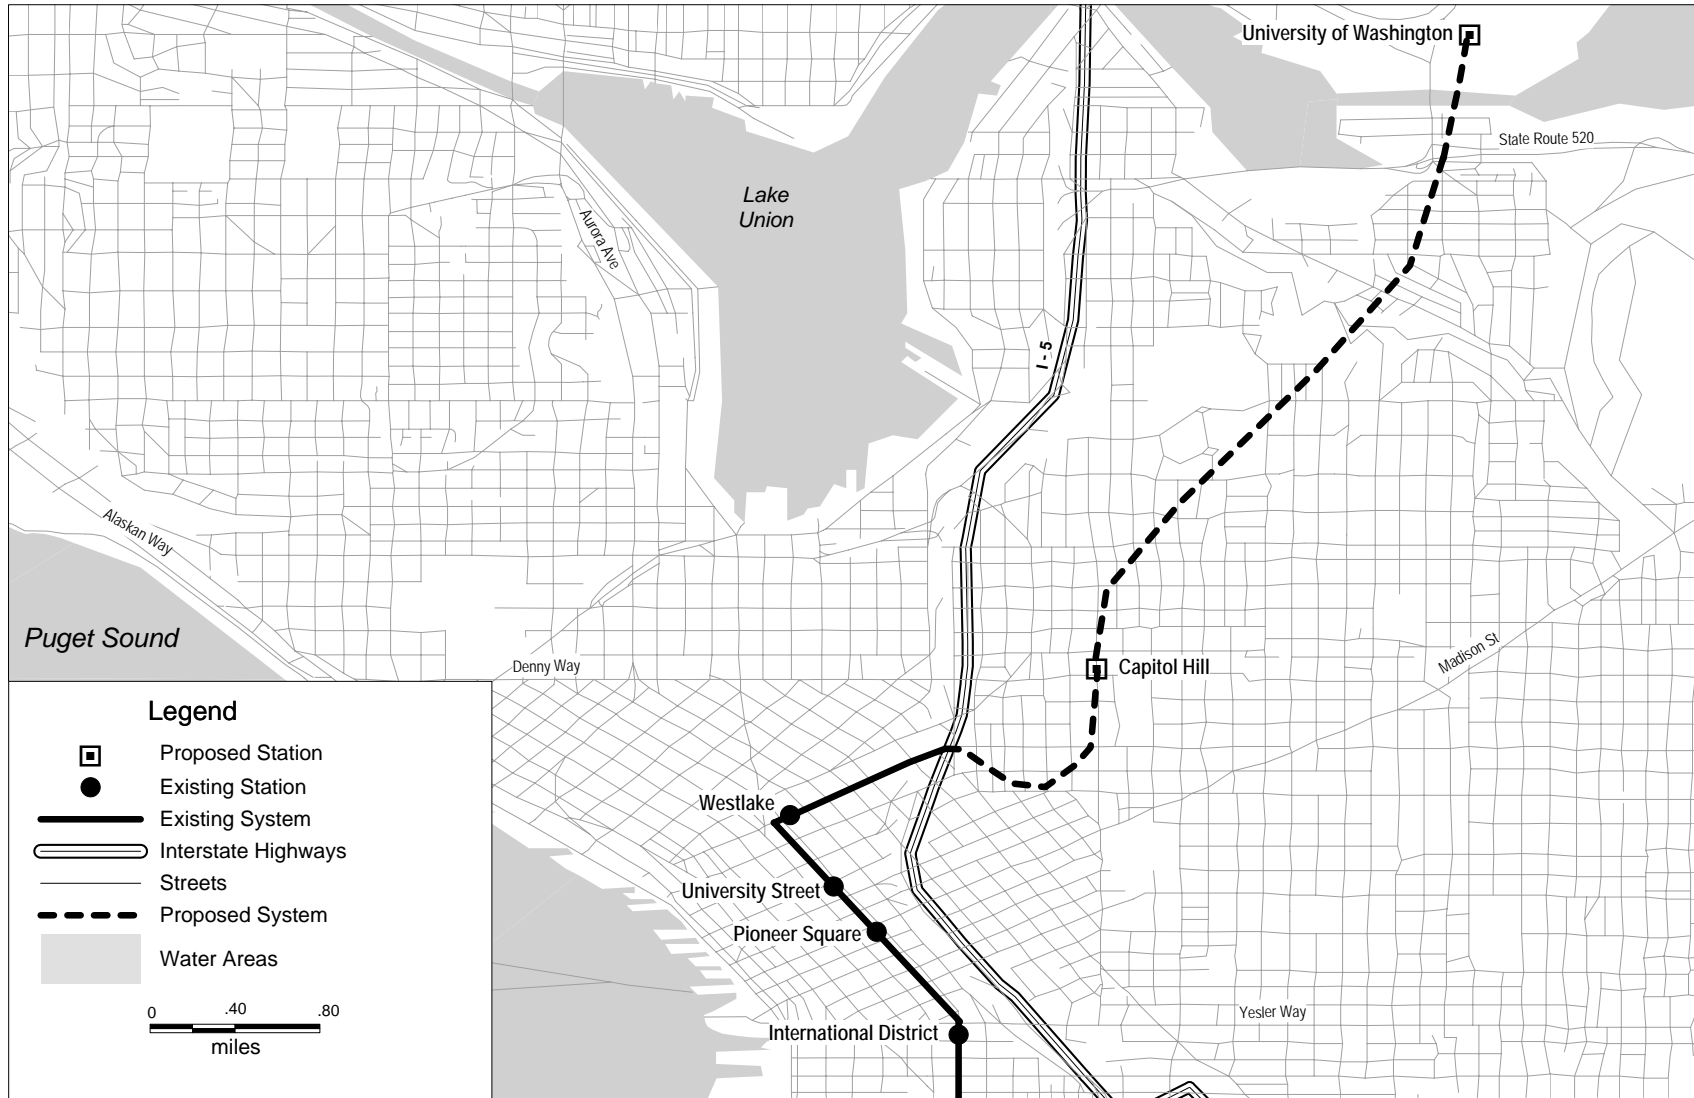 University of Washington
State Route 520
Lake
Union
Aurora Ave
I - 5
Alaskan Way
Puget Sound
Denny Way
Capitol Hill
Madison St
Legend
Proposed Station
Existing Station
Existing System
Interstate Highways
Streets
Proposed System
Water Areas
0 .40 .80
miles
Westlake
University Street
Pioneer Square
International District
Yesler Way